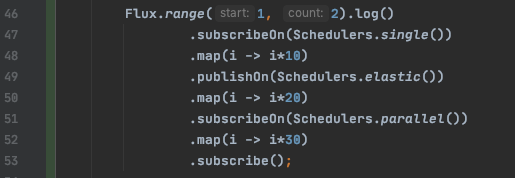 46 Flux.range( start: 1, count: 2).log()
47 .subscribeOn(Schedulers.single())
48 .map(i -> i*10)
49 .publishOn(Schedulers.elastic())
50 .map(i -> i*20)
51 .subscribeOn(Schedulers.parallel())
52 .map(i -> i*30)
53 .subscribe();